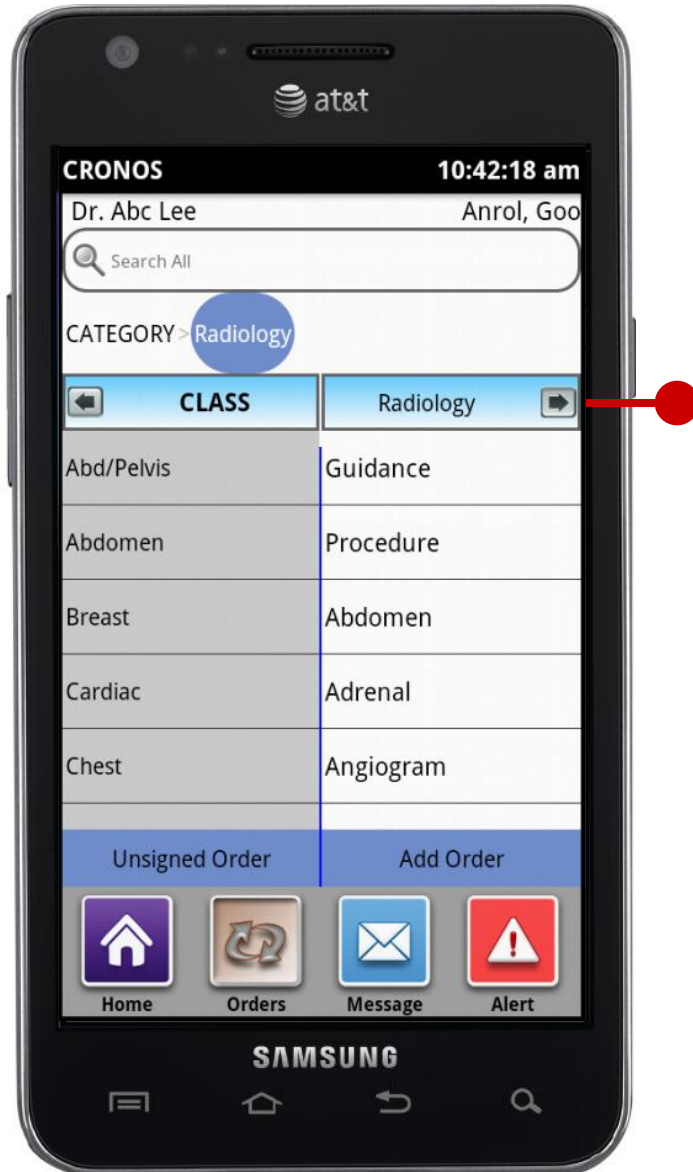 at&t
CRONOS 10:42:18 am
Dr. Abc Lee Anrol, Goo
Search All
CATEGORY > Radiology
CLASS Radiology
Abd/Pelvis Guidance
Abdomen Procedure
Breast Abdomen
Cardiac Adrenal
Chest Angiogram
Unsigned Order Add Order
Home Orders Message Alert
SAMSUNG